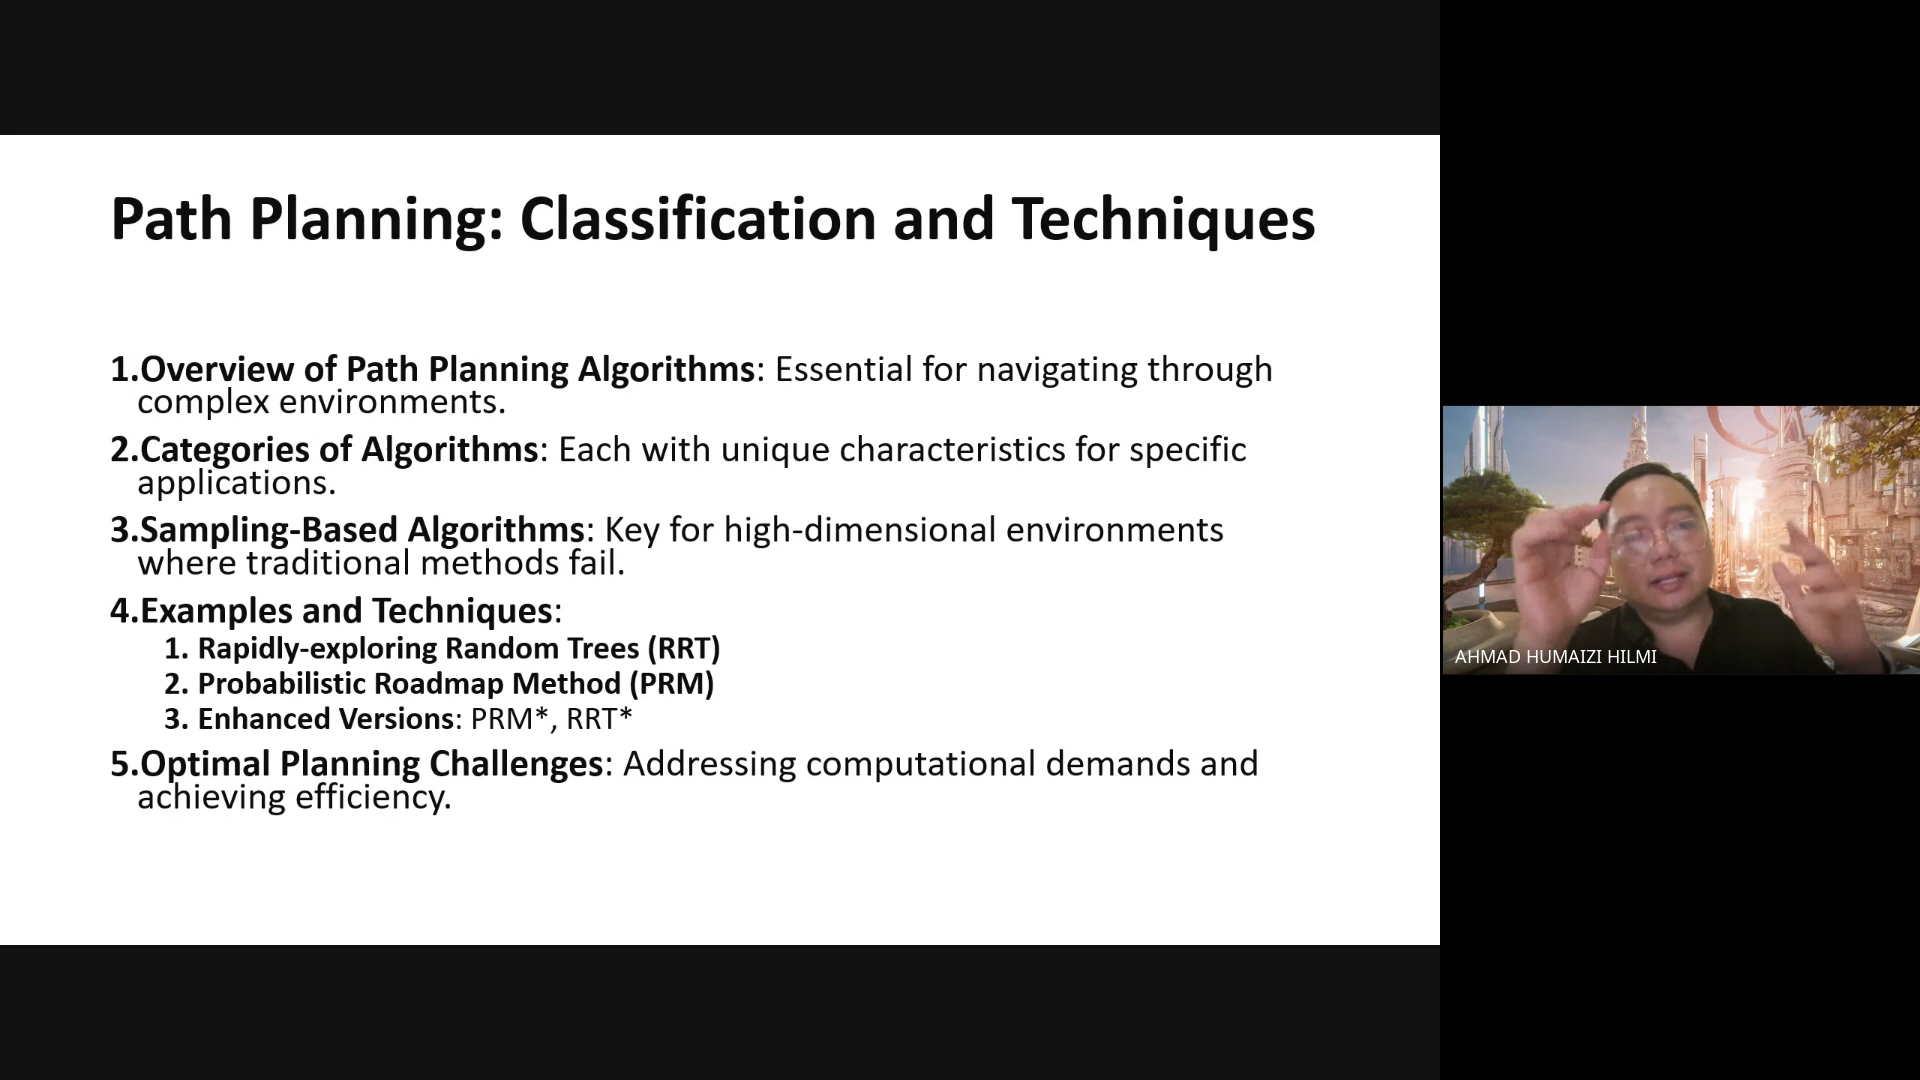 Path Planning: Classification and Techniques
1.Overview of Path Planning Algorithms: Essential for navigating through
complex environments.
2.Categories of Algorithms: Each with unique characteristics for specific
applications.
3.Sampling-Based Algorithms: Key for high-dimensional environments
where traditional methods fail.
4.Examples and Techniques:
1. Rapidly-exploring Random Trees (RRT)
2. Probabilistic Roadmap Method (PRM)
3. Enhanced Versions: PRM*, RRT*
5.Optimal Planning Challenges: Addressing computational demands and
achieving efficiency.
AHMAD HUMAIZI HILMI